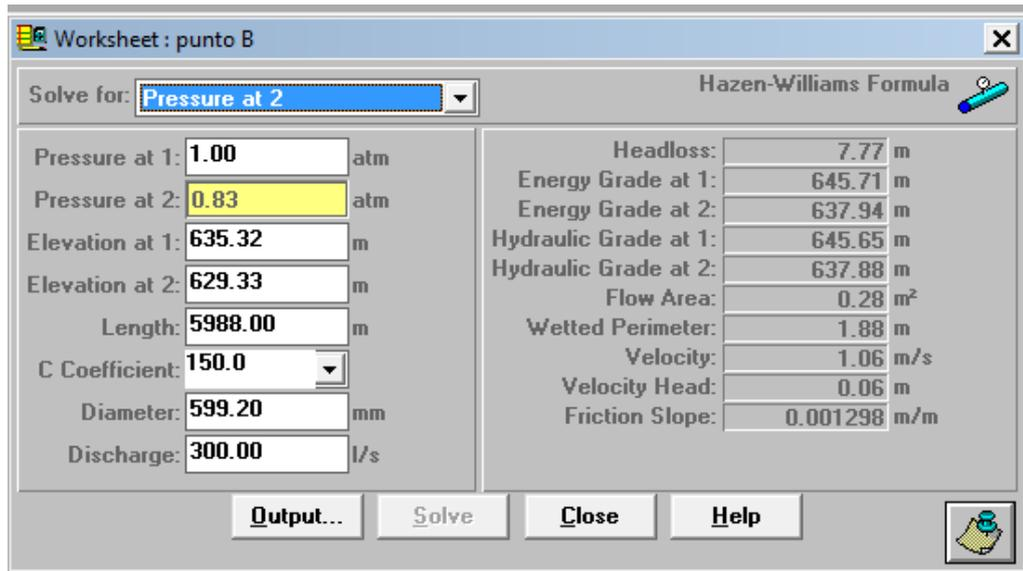 Worksheet : punto B
Solve for: Pressure at 2
Hazen-Williams Formula
Pressure at 1: 1.00 atm
Pressure at 2: 0.83 atm
Elevation at 1: 635.32 m
Elevation at 2: 629.33 m
Length: 5988.00 m
C Coefficient: 150.0
Diameter: 599.20 mm
Discharge: 300.00 l/s
Headloss: 7.77 m
Energy Grade at 1: 645.71 m
Energy Grade at 2: 637.94 m
Hydraulic Grade at 1: 645.65 m
Hydraulic Grade at 2: 637.88 m
Flow Area: 0.28 m²
Wetted Perimeter: 1.88 m
Velocity: 1.06 m/s
Velocity Head: 0.06 m
Friction Slope: 0.001298 m/m
Output... Solve Close Help